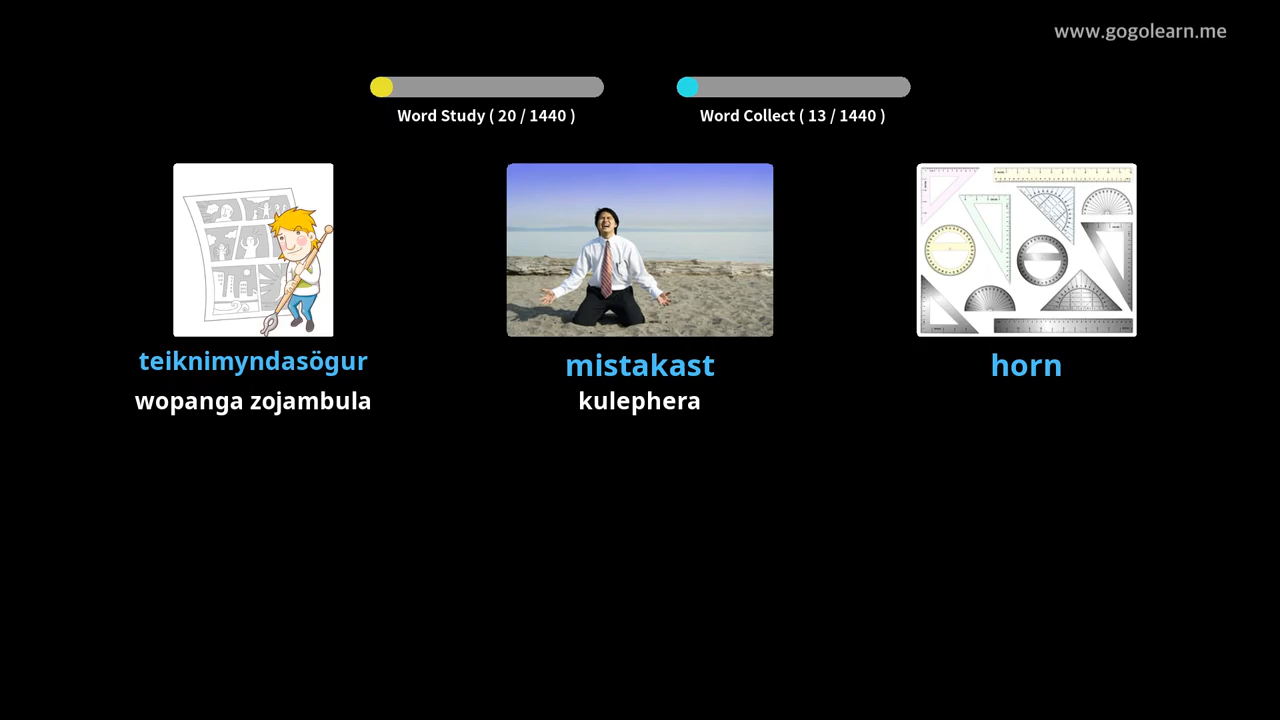 www.gogolearn.me
Word Study ( 20 / 1440 )
Word Collect ( 13 / 1440 )
teiknimyndasögur
wopanga zojambula
mistakast
kulephera
horn